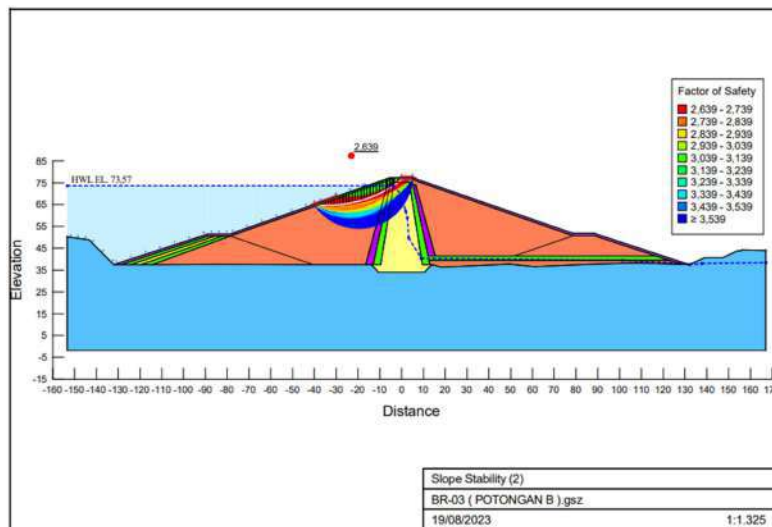 Factor of Safety
2,639 - 2,739
2,739 - 2,839
2,839 - 2,939
2,939 - 3,039
3,039 - 3,139
3,139 - 3,239
3,239 - 3,339
3,339 - 3,439
3,439 - 3,539
≥ 3,539
2,639
HWL EL. 73,57
Elevation
85
75
65
55
45
35
25
15
5
-5
-15
-160 -150 -140 -130 -120 -110 -100 -90 -80 -70 -60 -50 -40 -30 -20 -10 0 10 20 30 40 50 60 70 80 90 100 110 120 130 140 150 160 170
Distance
Slope Stability (2)
BR-03 ( POTONGAN B ).gsz
19/08/2023 1:1.325